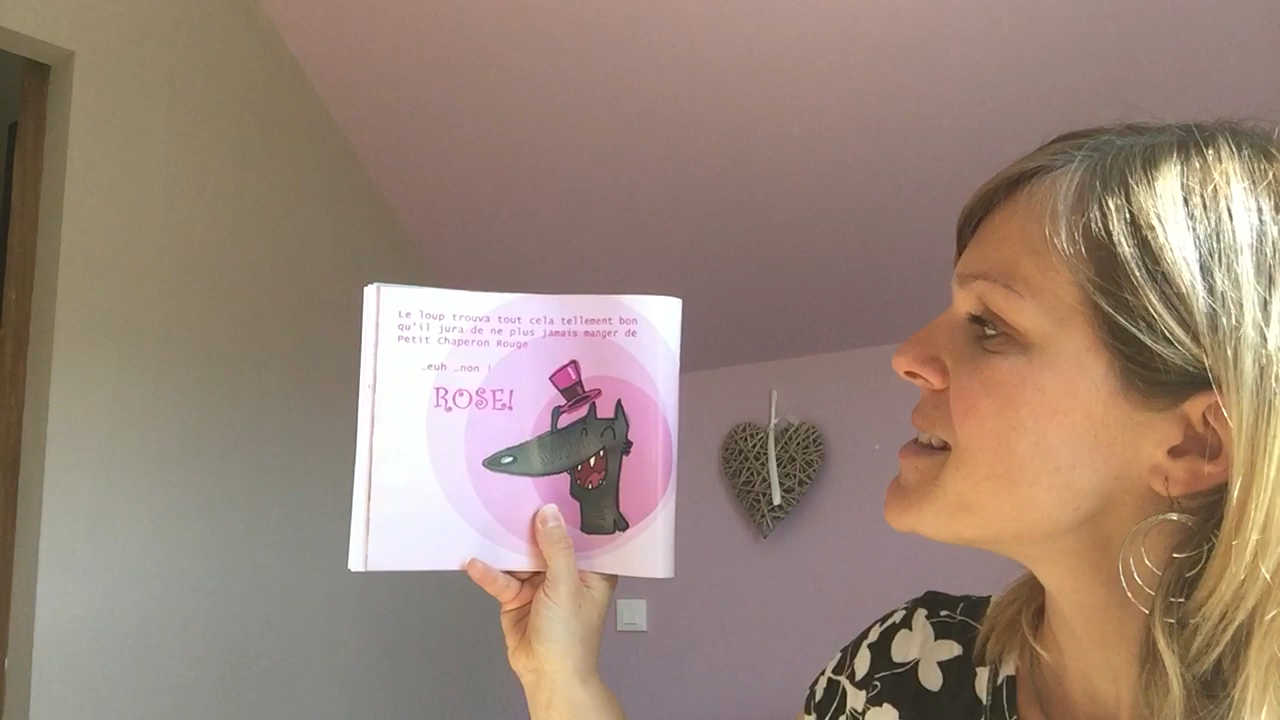 Le loup trouva tout cela tellement bon
qu'il jura de ne plus jamais manger de
Petit Chaperon Rouge
…euh …non !
ROSE!